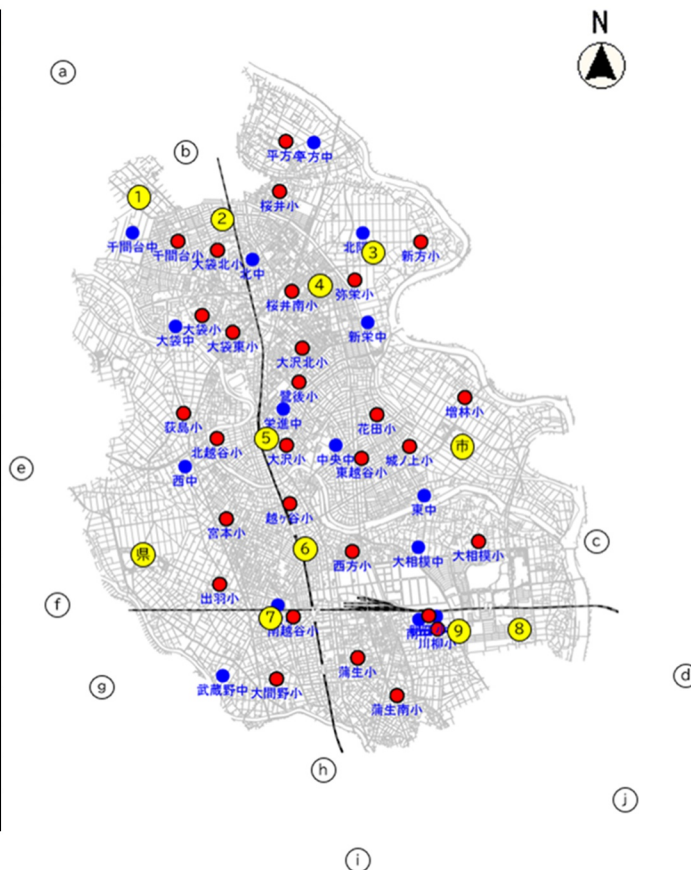 N
a
b
平方中
桜井小
1
2
3
千間台中
千間台小
大袋北小
北中
新方小
4
桜井南小
弥栄小
大袋小
大袋中
大袋東小
新栄中
大沢北小
鷺後小
増林小
荻島小
栄進中
花田小
5
市
北越谷小
大沢小
中央中
城ノ上小
東越谷小
e
西中
東中
越ヶ谷小
宮本小
6
県
西方小
大相模中
大相模小
c
出羽小
f
7
南越谷小
9
8
川柳小
蒲生小
武蔵野中
大間野小
g
d
蒲生南小
h
j
i